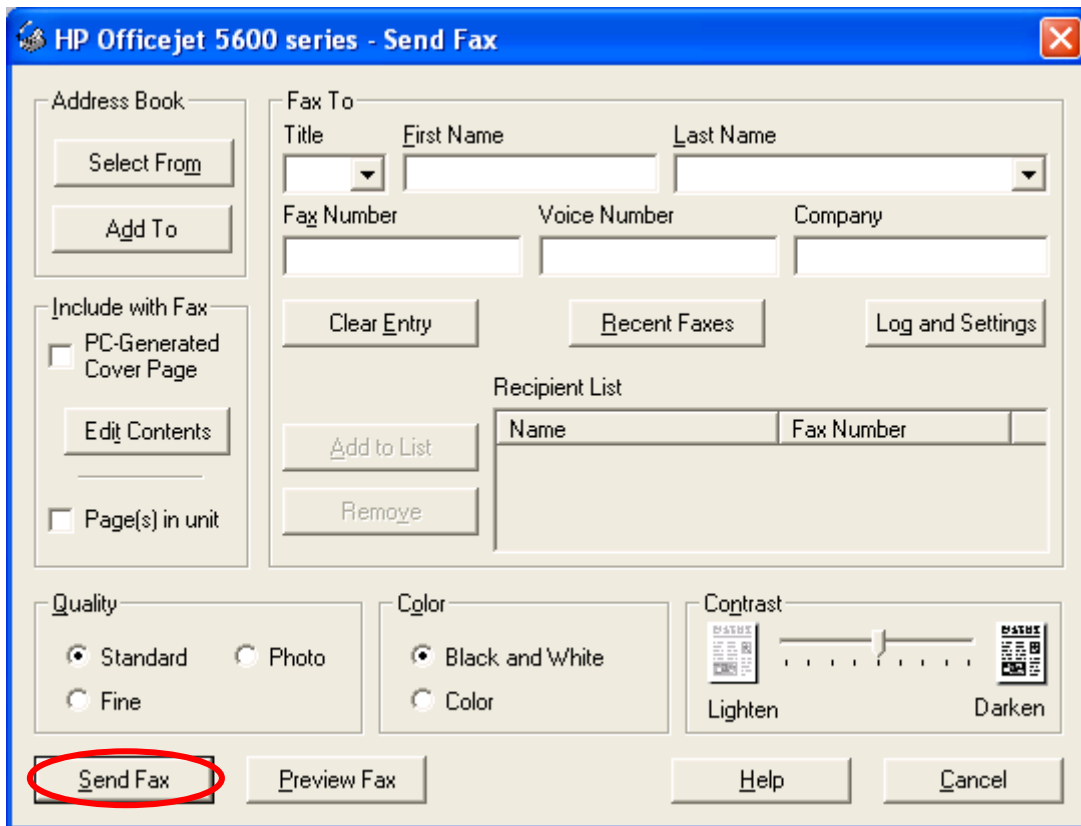 HP Officejet 5600 series - Send Fax
Address Book
Select From
Add To
Include with Fax
PC-Generated
Cover Page
Edit Contents
Page(s) in unit
Fax To
Title First Name Last Name
Fax Number Voice Number Company
Clear Entry Recent Faxes Log and Settings
Recipient List
Add to List
Remove
Name Fax Number
Quality
Standard Photo
Fine
Color
Black and White
Color
Contrast
Lighten Darken
Send Fax Preview Fax Help Cancel